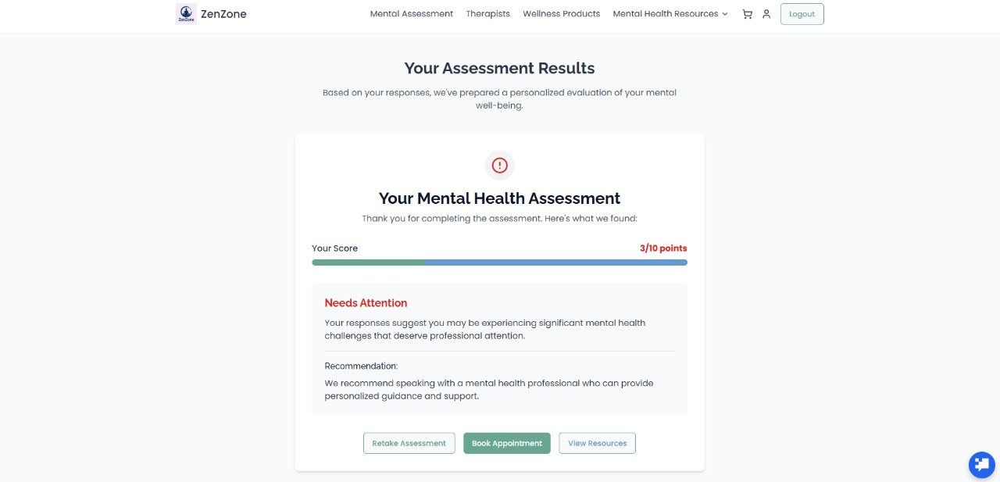 ZenZone
ZenZone
Mental Assessment
Therapists
Wellness Products
Mental Health Resources
Logout
Your Assessment Results
Based on your responses, we've prepared a personalized evaluation of your mental
well-being.
Your Mental Health Assessment
Thank you for completing the assessment. Here's what we found:
Your Score
3/10 points
Needs Attention
Your responses suggest you may be experiencing significant mental health
challenges that deserve professional attention.
Recommendation:
We recommend speaking with a mental health professional who can provide
personalized guidance and support.
Retake Assessment
Book Appointment
View Resources